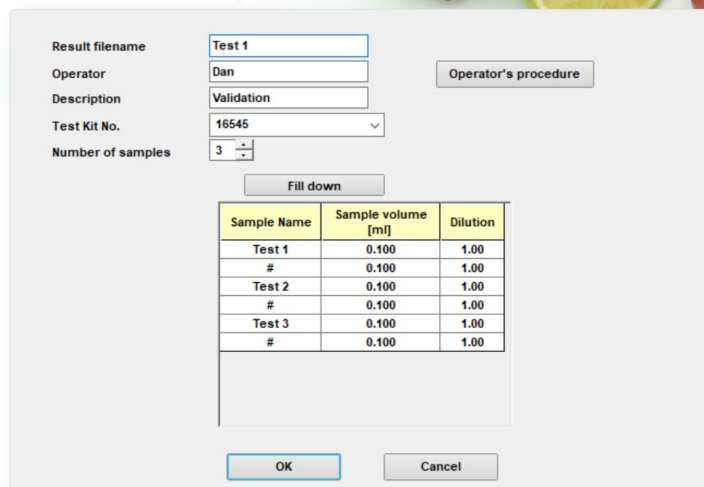 Result filename Test 1
Operator Dan Operator's procedure
Description Validation
Test Kit No. 16545
Number of samples 3
Fill down
Sample Name Sample volume [ml] Dilution
Test 1 0.100 1.00
# 0.100 1.00
Test 2 0.100 1.00
# 0.100 1.00
Test 3 0.100 1.00
# 0.100 1.00
OK Cancel